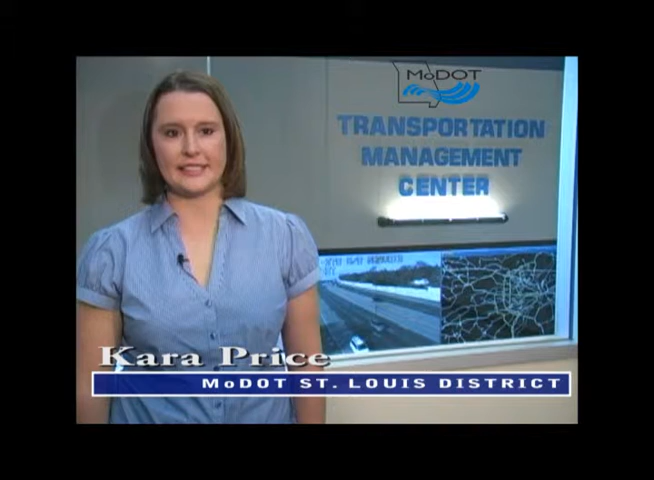 MoDOT
TRANSPORTATION
MANAGEMENT
CENTER
Kara Price
MoDOT ST. LOUIS DISTRICT